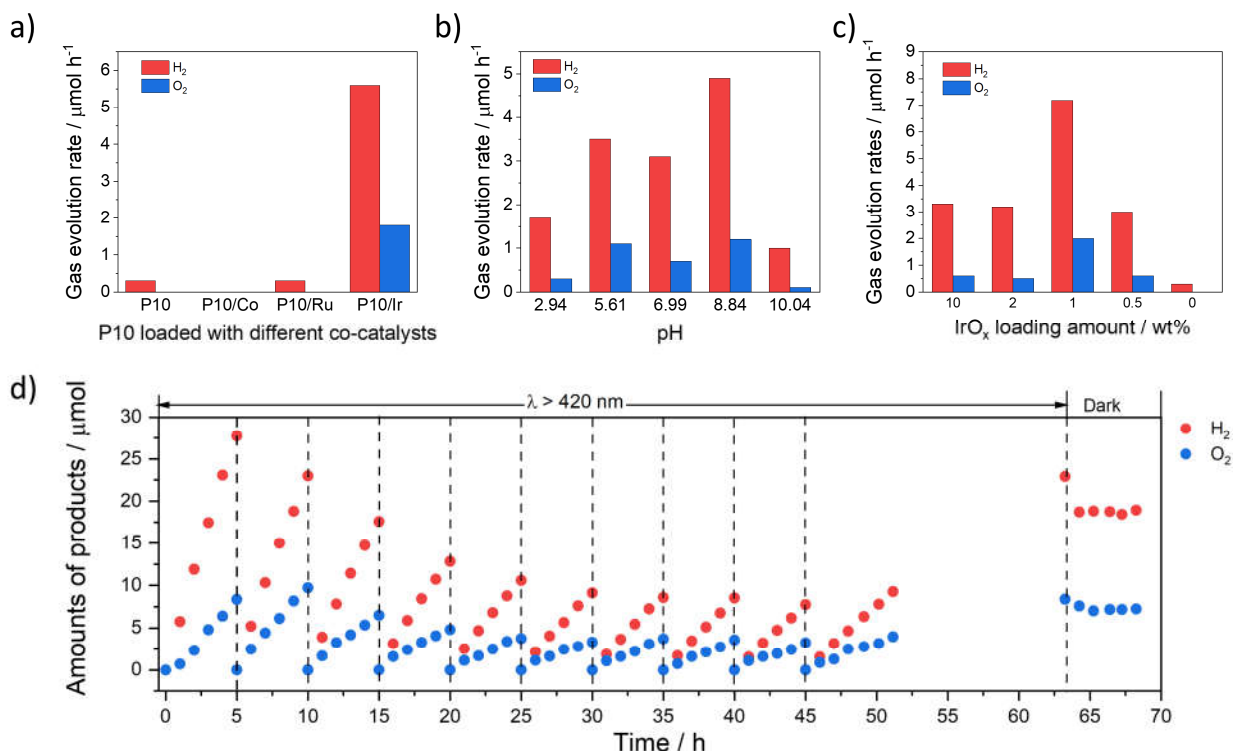 a)
Gas evolution rate / μmol h⁻¹
6
5
4
3
2
1
0
H₂
O₂
P10 P10/Co P10/Ru P10/Ir
P10 loaded with different co-catalysts
b)
Gas evolution rate / μmol h⁻¹
5
4
3
2
1
0
H₂
O₂
2.94 5.61 6.99 8.84 10.04
pH
c)
Gas evolution rates / μmol h⁻¹
9
8
7
6
5
4
3
2
1
0
H₂
O₂
10 2 1 0.5 0
IrOₓ loading amount / wt%
d)
λ > 420 nm
Dark
Amounts of products / μmol
30
25
20
15
10
5
0
H₂
O₂
0 5 10 15 20 25 30 35 40 45 50 55 60 65 70
Time / h